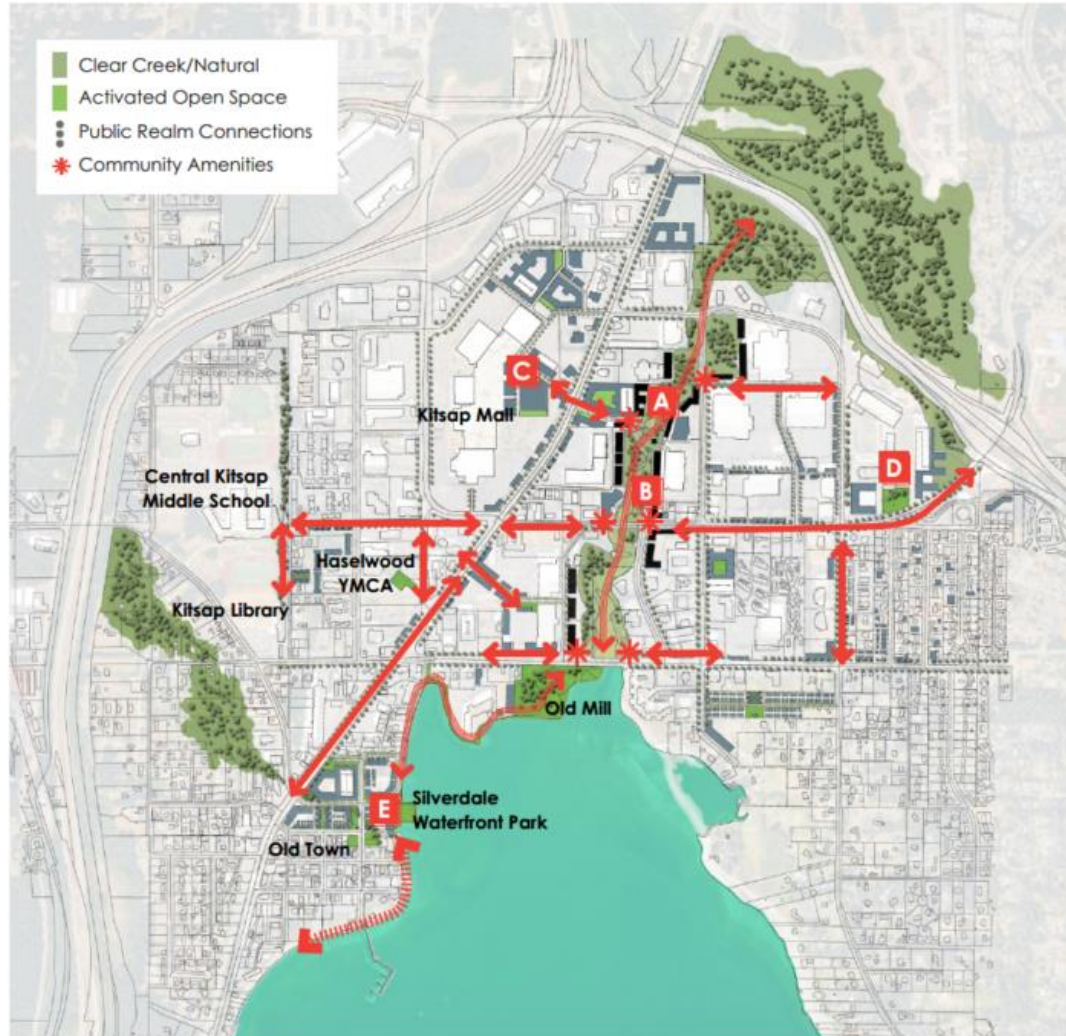 Clear Creek/Natural
Activated Open Space
Public Realm Connections
Community Amenities
C
A
Kitsap Mall
D
Central Kitsap
Middle School
B
Haselwood
YMCA
Kitsap Library
Old Mill
E
Silverdale
Waterfront Park
Old Town